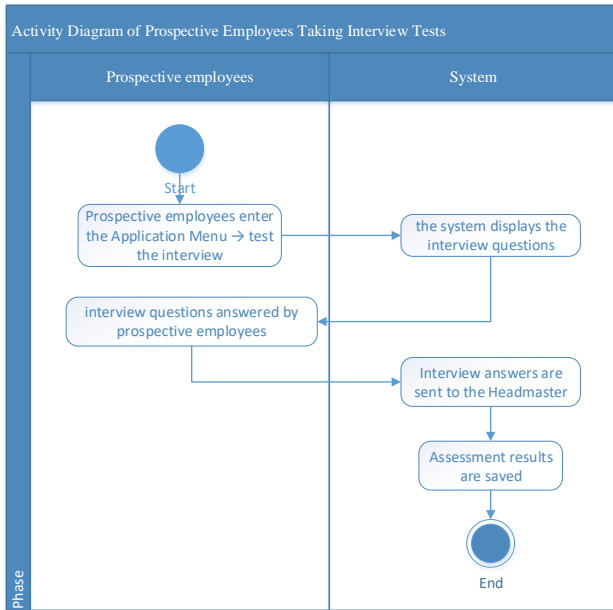 Activity Diagram of Prospective Employees Taking Interview Tests
Prospective employees
System
Start
Prospective employees enter
the Application Menu → test
the interview
the system displays the
interview questions
interview questions answered by
prospective employees
Interview answers are
sent to the Headmaster
Assessment results
are saved
End
Phase